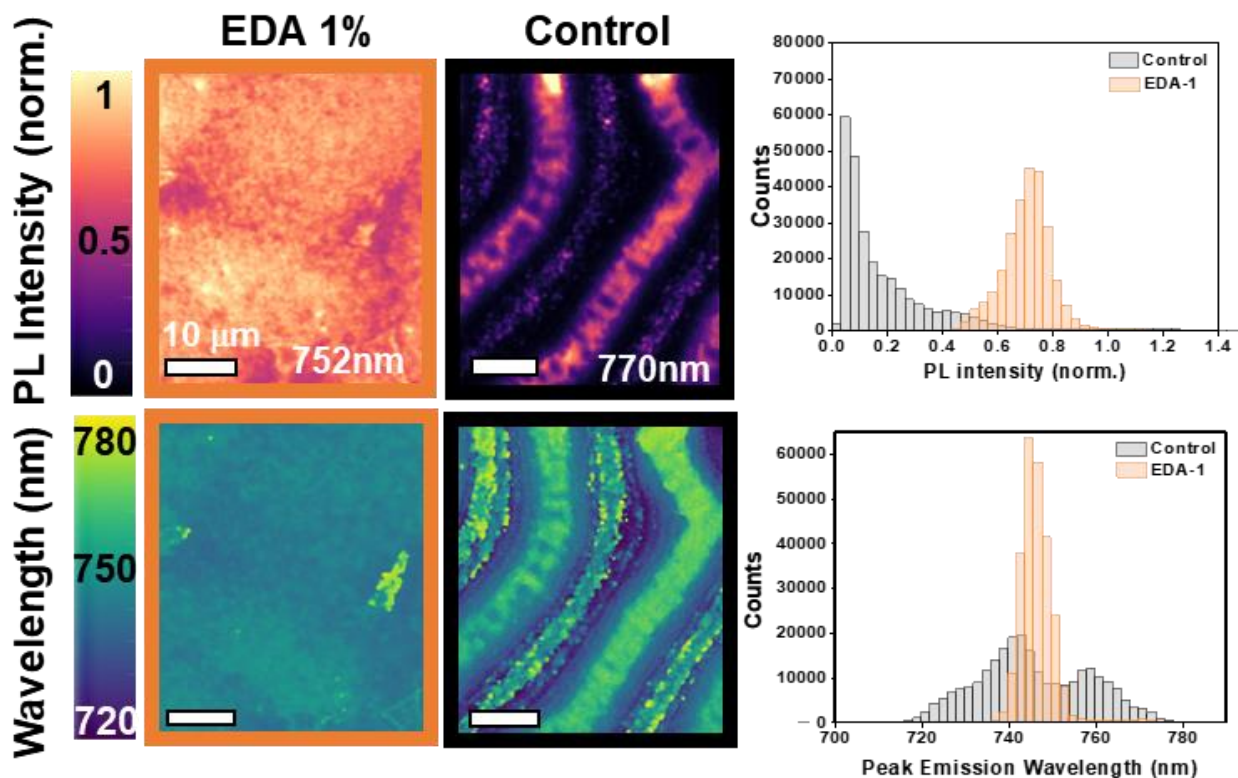 EDA 1%
Control
PL Intensity (norm.)
1
0.5
0
10 μm
752nm
770nm
80000
70000
60000
50000
40000
30000
20000
10000
0
Counts
Control
EDA-1
0.0 0.2 0.4 0.6 0.8 1.0 1.2 1.4
PL intensity (norm.)
Wavelength (nm)
780
750
720
60000
50000
40000
30000
20000
10000
0
Counts
Control
EDA-1
700 720 740 760 780
Peak Emission Wavelength (nm)